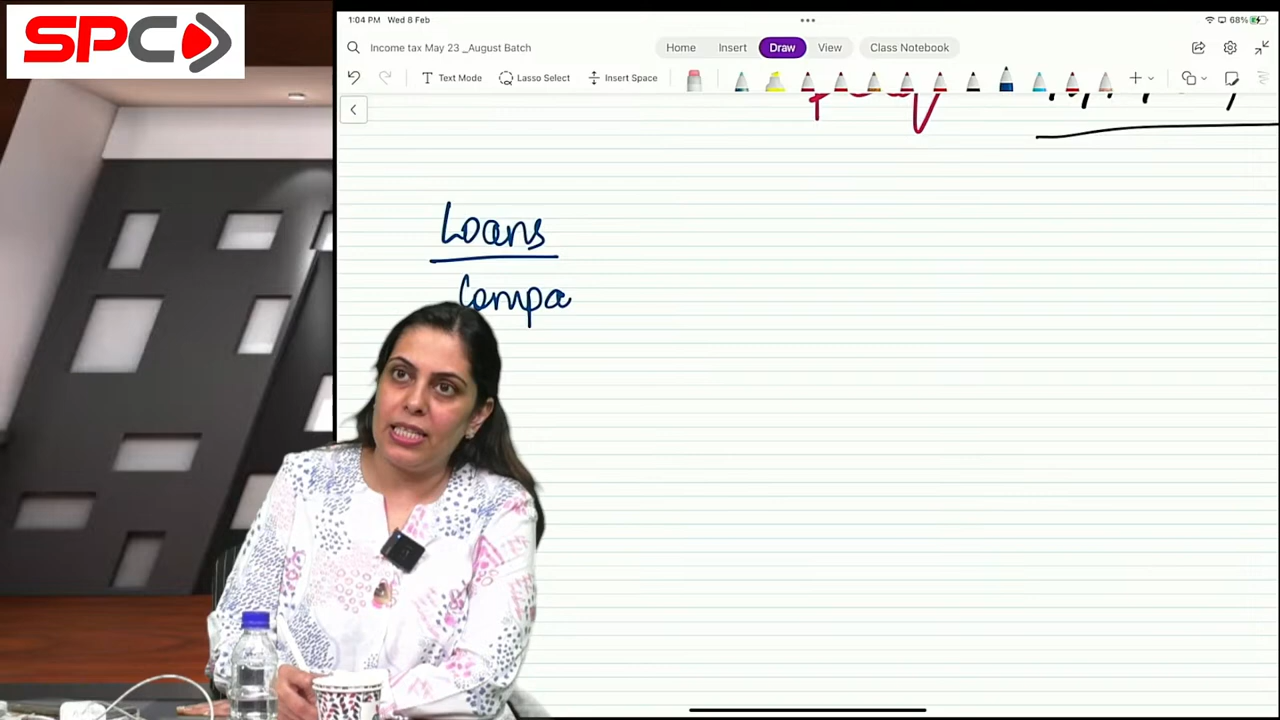 SPC
1:04 PM Wed 8 Feb
68%
Income tax May 23 _August Batch
Home Insert Draw View Class Notebook
Text Mode Lasso Select Insert Space
Loans
Compa